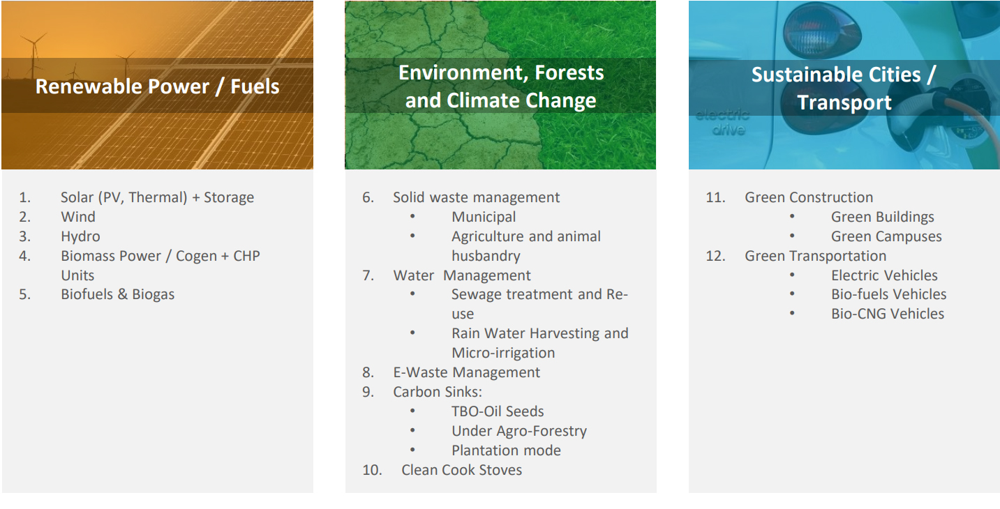 Renewable Power / Fuels
1. Solar (PV, Thermal) + Storage
2. Wind
3. Hydro
4. Biomass Power / Cogen + CHP
Units
5. Biofuels & Biogas
Environment, Forests
and Climate Change
6. Solid waste management
• Municipal
• Agriculture and animal
husbandry
7. Water Management
• Sewage treatment and Re-
use
• Rain Water Harvesting and
Micro-irrigation
8. E-Waste Management
9. Carbon Sinks:
• TBO-Oil Seeds
• Under Agro-Forestry
• Plantation mode
10. Clean Cook Stoves
Sustainable Cities /
Transport
electric
drive
11. Green Construction
• Green Buildings
• Green Campuses
12. Green Transportation
• Electric Vehicles
• Bio-fuels Vehicles
• Bio-CNG Vehicles